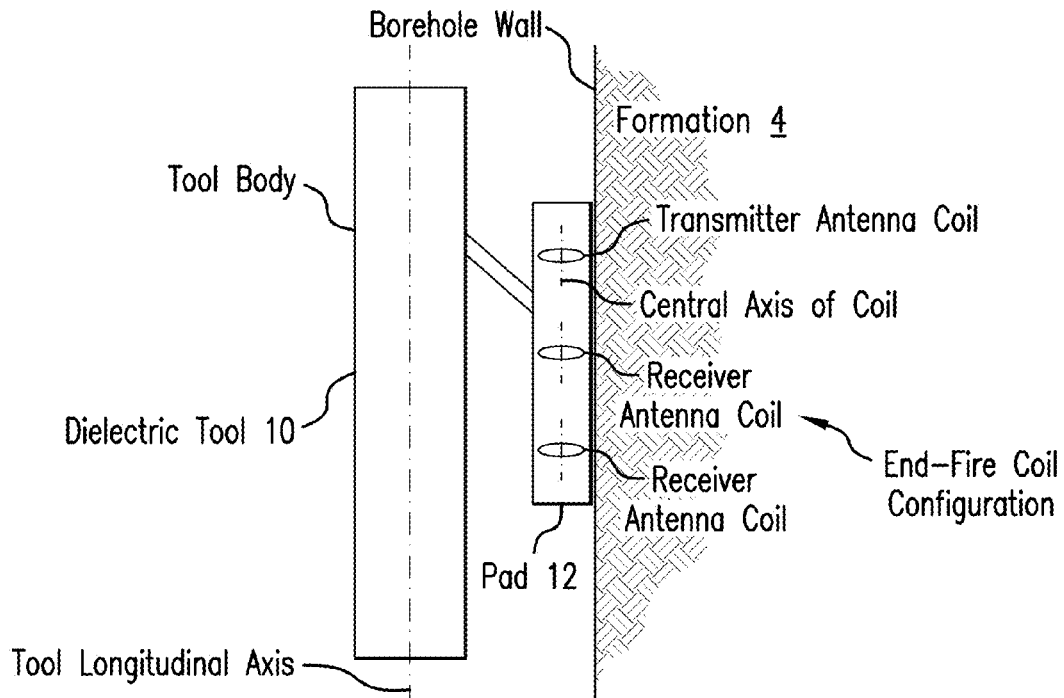 Borehole Wall
Formation 4
Tool Body
Transmitter Antenna Coil
Central Axis of Coil
Receiver
Antenna Coil
Dielectric Tool 10
End-Fire Coil
Configuration
Receiver
Antenna Coil
Pad 12
Tool Longitudinal Axis